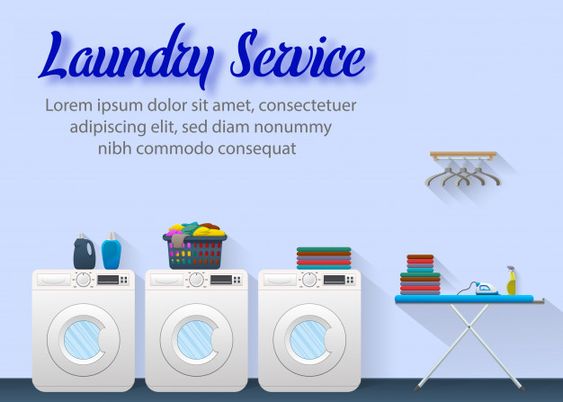 Laundry Service
Lorem ipsum dolor sit amet, consectetuer
adipiscing elit, sed diam nonummy
nibh commodo consequat